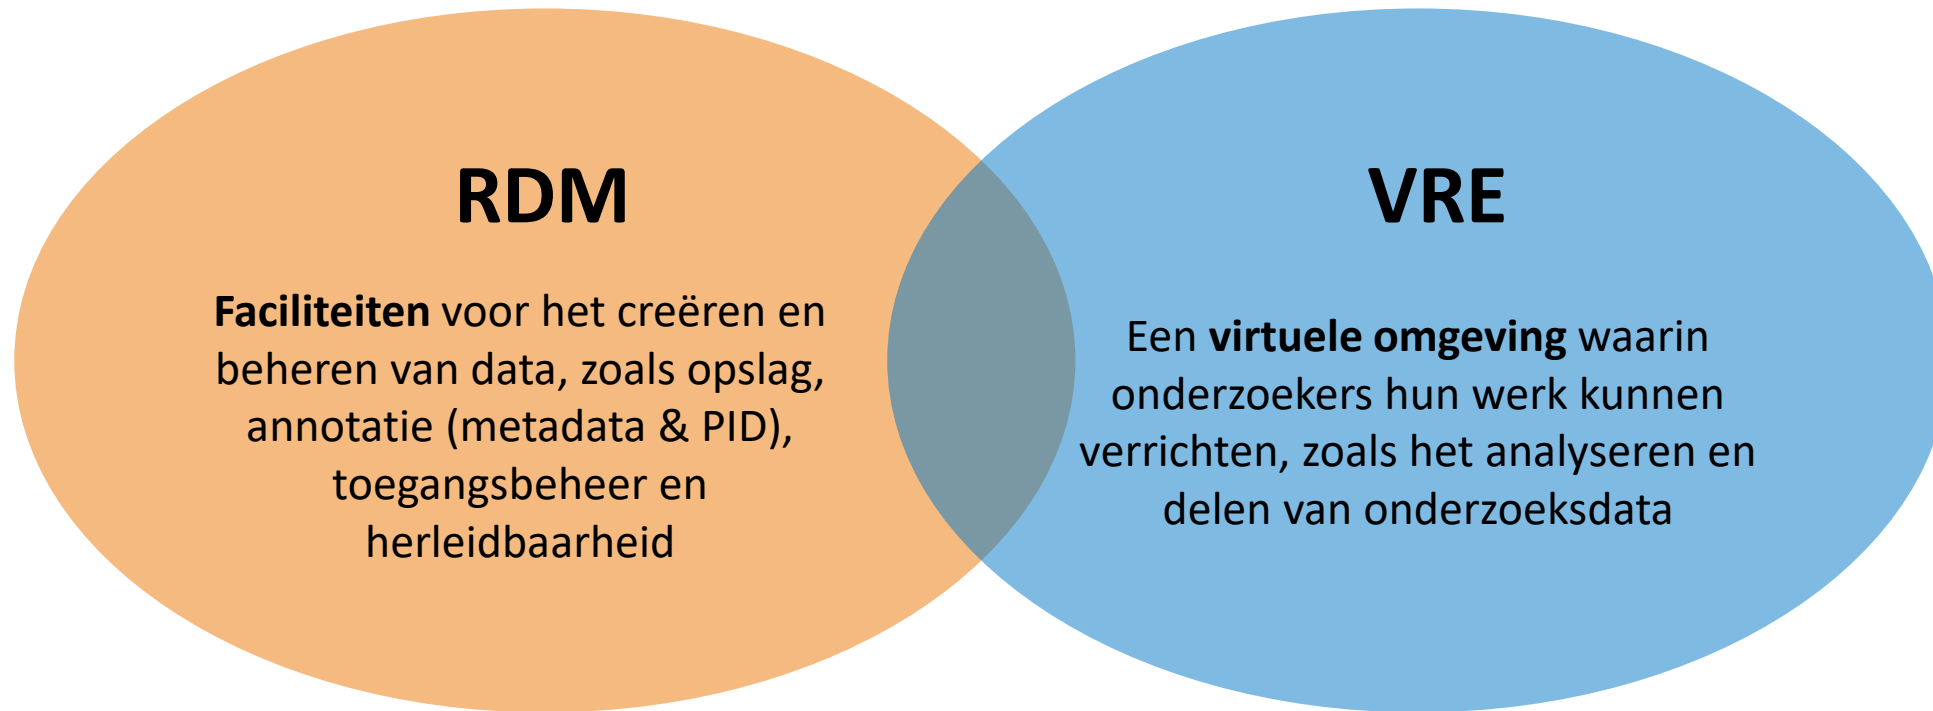 RDM
Faciliteiten voor het creëren en
beheren van data, zoals opslag,
annotatie (metadata & PID),
toegangsbeheer en
herleidbaarheid
VRE
Een virtuele omgeving waarin
onderzoekers hun werk kunnen
verrichten, zoals het analyseren en
delen van onderzoeksdata